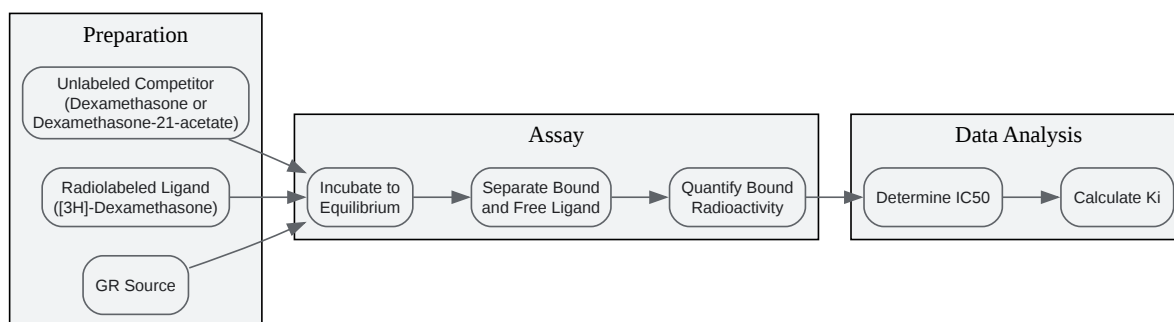 Preparation
Unlabeled Competitor
(Dexamethasone or
Dexamethasone-21-acetate)
Radiolabeled Ligand
([3H]-Dexamethasone)
GR Source
Assay
Incubate to
Equilibrium
Separate Bound
and Free Ligand
Quantify Bound
Radioactivity
Data Analysis
Determine IC50
Calculate Ki